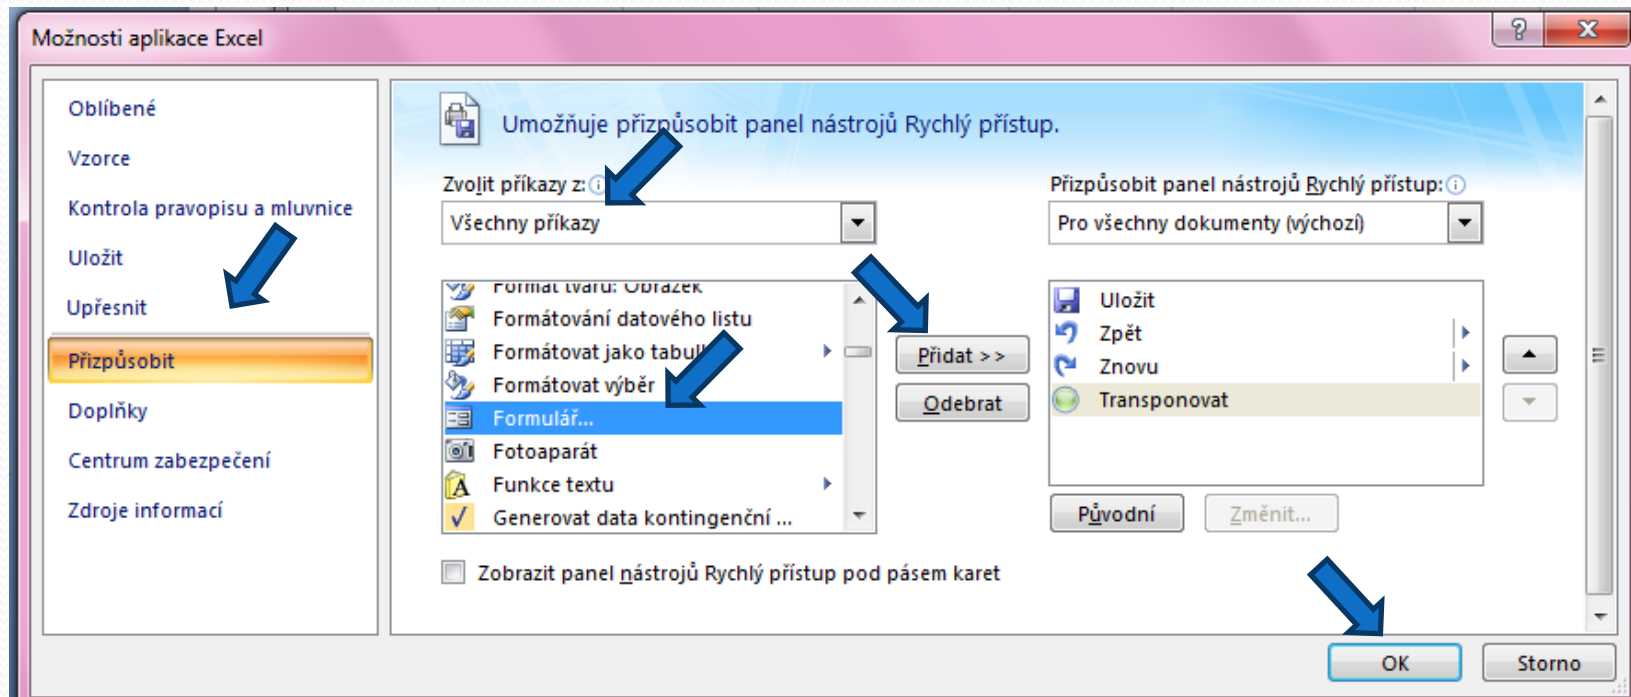 Možnosti aplikace Excel
Oblíbené
Vzorce
Kontrola pravopisu a mluvnice
Uložit
Upřesnit
Přizpůsobit
Doplňky
Centrum zabezpečení
Zdroje informací
Umožňuje přizpůsobit panel nástrojů Rychlý přístup.
Zvolit příkazy z:
Všechny příkazy
Formát tvaru: Obrázek
Formátování datového listu
Formátovat jako
Formátovat výběr
Formulář...
Fotoaparát
Funkce textu
Generovat data kontingenční ...
Přidat >>
Odebrat
Přizpůsobit panel nástrojů Rychlý přístup:
Pro všechny dokumenty (výchozí)
Uložit
Zpět
Znovu
Transponovat
Původní
Změnit...
Zobrazit panel nástrojů Rychlý přístup pod pásem karet
OK
Storno